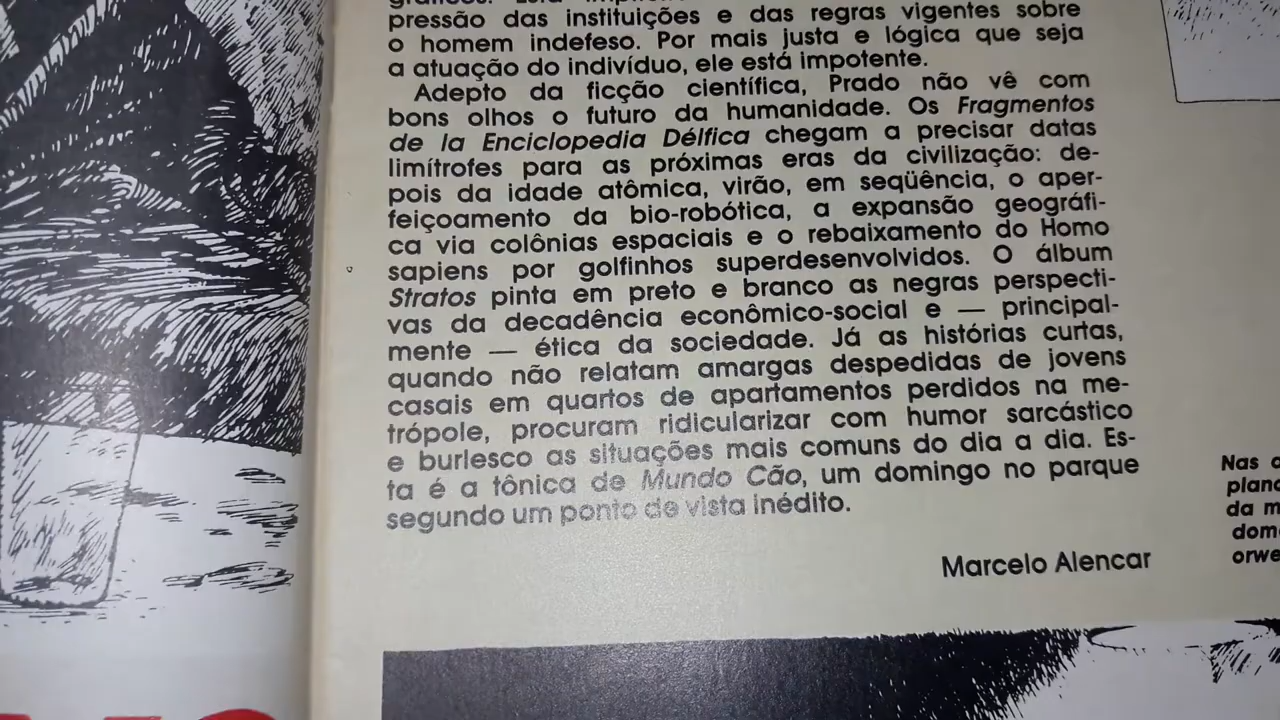 pressão das instituições e das regras vigentes sobre
o homem indefeso. Por mais justa e lógica que seja
a atuação do indivíduo, ele está impotente.
Adepto da ficção científica, Prado não vê com
bons olhos o futuro da humanidade. Os Fragmentos
de la Enciclopedia Délfica chegam a precisar datas
limítrofes para as próximas eras da civilização: de-
pois da idade atômica, virão, em seqüência, o aper-
feiçoamento da bio-robótica, a expansão geográfi-
ca via colônias espaciais e o rebaixamento do Homo
sapiens por golfinhos superdesenvolvidos. O álbum
Stratos pinta em preto e branco as negras perspecti-
vas da decadência econômico-social e — principal-
mente — ética da sociedade. Já as histórias curtas,
quando não relatam amargas despedidas de jovens
casais em quartos de apartamentos perdidos na me-
trópole, procuram ridicularizar com humor sarcástico
e burlesco as situações mais comuns do dia a dia. Es-
ta é a tônica de Mundo Cão, um domingo no parque
segundo um ponto de vista inédito.
Marcelo Alencar
Nas
da m